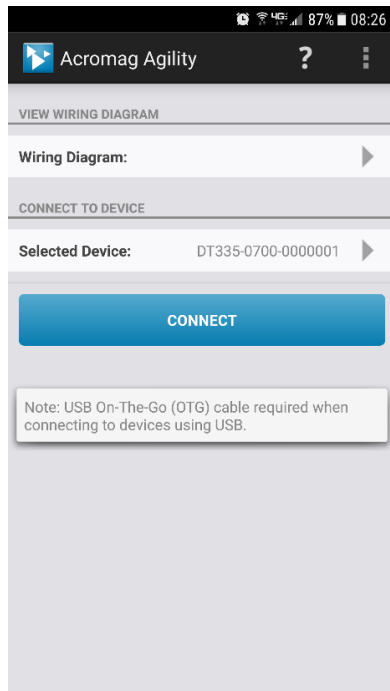 4G 87% 08:26
Acromag Agility ?
VIEW WIRING DIAGRAM
Wiring Diagram:
CONNECT TO DEVICE
Selected Device: DT335-0700-0000001
CONNECT
Note: USB On-The-Go (OTG) cable required when
connecting to devices using USB.